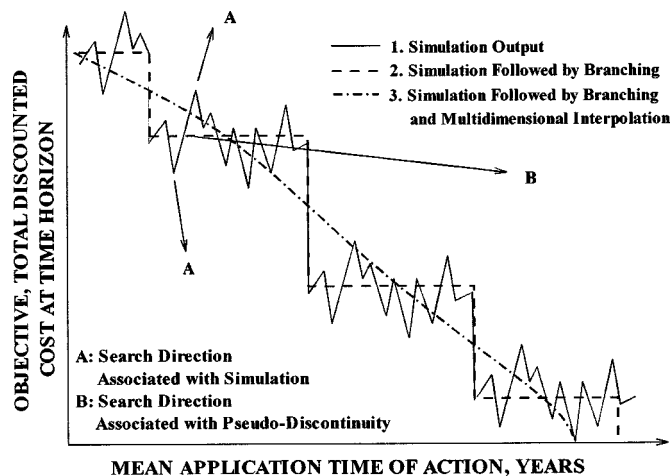 A
1. Simulation Output
2. Simulation Followed by Branching
3. Simulation Followed by Branching
and Multidimensional Interpolation
B
A
A: Search Direction
Associated with Simulation
B: Search Direction
Associated with Pseudo-Discontinuity
OBJECTIVE, TOTAL DISCOUNTED
COST AT TIME HORIZON
MEAN APPLICATION TIME OF ACTION, YEARS